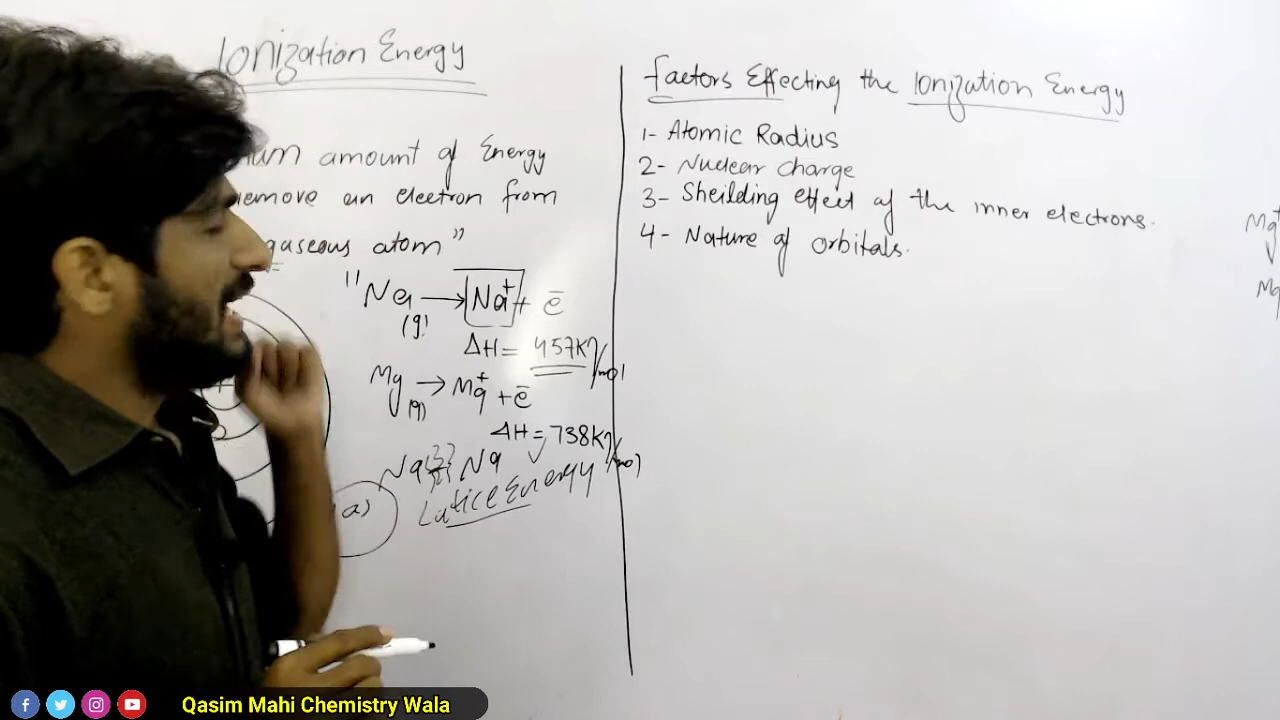 Ionization Energy
um amount of Energy
remove an electron from
gaseous atom”
"Na(g) → Na⁺ + ē
ΔH = 457KJ/mol
Mg(g) → Mg⁺ + ē
ΔH = 738KJ/mol
Na Na
Lattice Energy
a)
Factors Effecting the Ionization Energy
1- Atomic Radius
2- Nuclear Charge
3- Sheilding effect of the inner electrons.
4- Nature of orbitals.
Mg⁺
Mg
Qasim Mahi Chemistry Wala